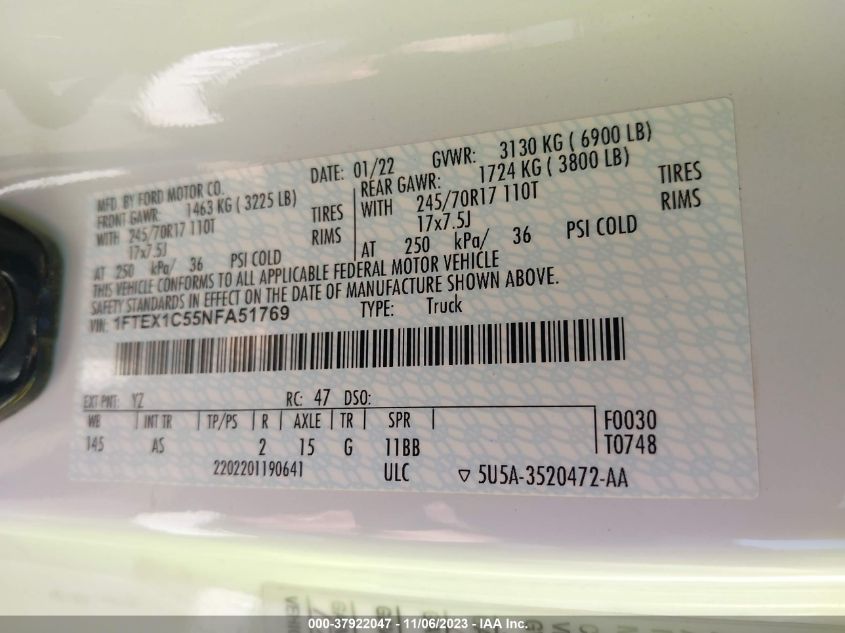 MFD. BY FORD MOTOR CO.
DATE: 01/22 GVWR: 3130 KG ( 6900 LB)
FRONT GAWR: 1463 KG ( 3225 LB)
REAR GAWR: 1724 KG ( 3800 LB)
WITH 245/70R17 110T TIRES
WITH 245/70R17 110T TIRES
17x7.5J RIMS
17x7.5J RIMS
AT 250 kPa/ 36 PSI COLD
AT 250 kPa/ 36 PSI COLD
THIS VEHICLE CONFORMS TO ALL APPLICABLE FEDERAL MOTOR VEHICLE
SAFETY STANDARDS IN EFFECT ON THE DATE OF MANUFACTURE SHOWN ABOVE.
VIN: 1FTEX1C55NFA51769 TYPE: Truck
EXT PNT: YZ RC: 47 DSO:
WB INT TR TP/PS R AXLE TR SPR
145 AS 2 15 G 11BB
F0030
T0748
2202201190641 ULC ▽ 5U5A-3520472-AA
000-37922047 - 11/06/2023 - IAA Inc.